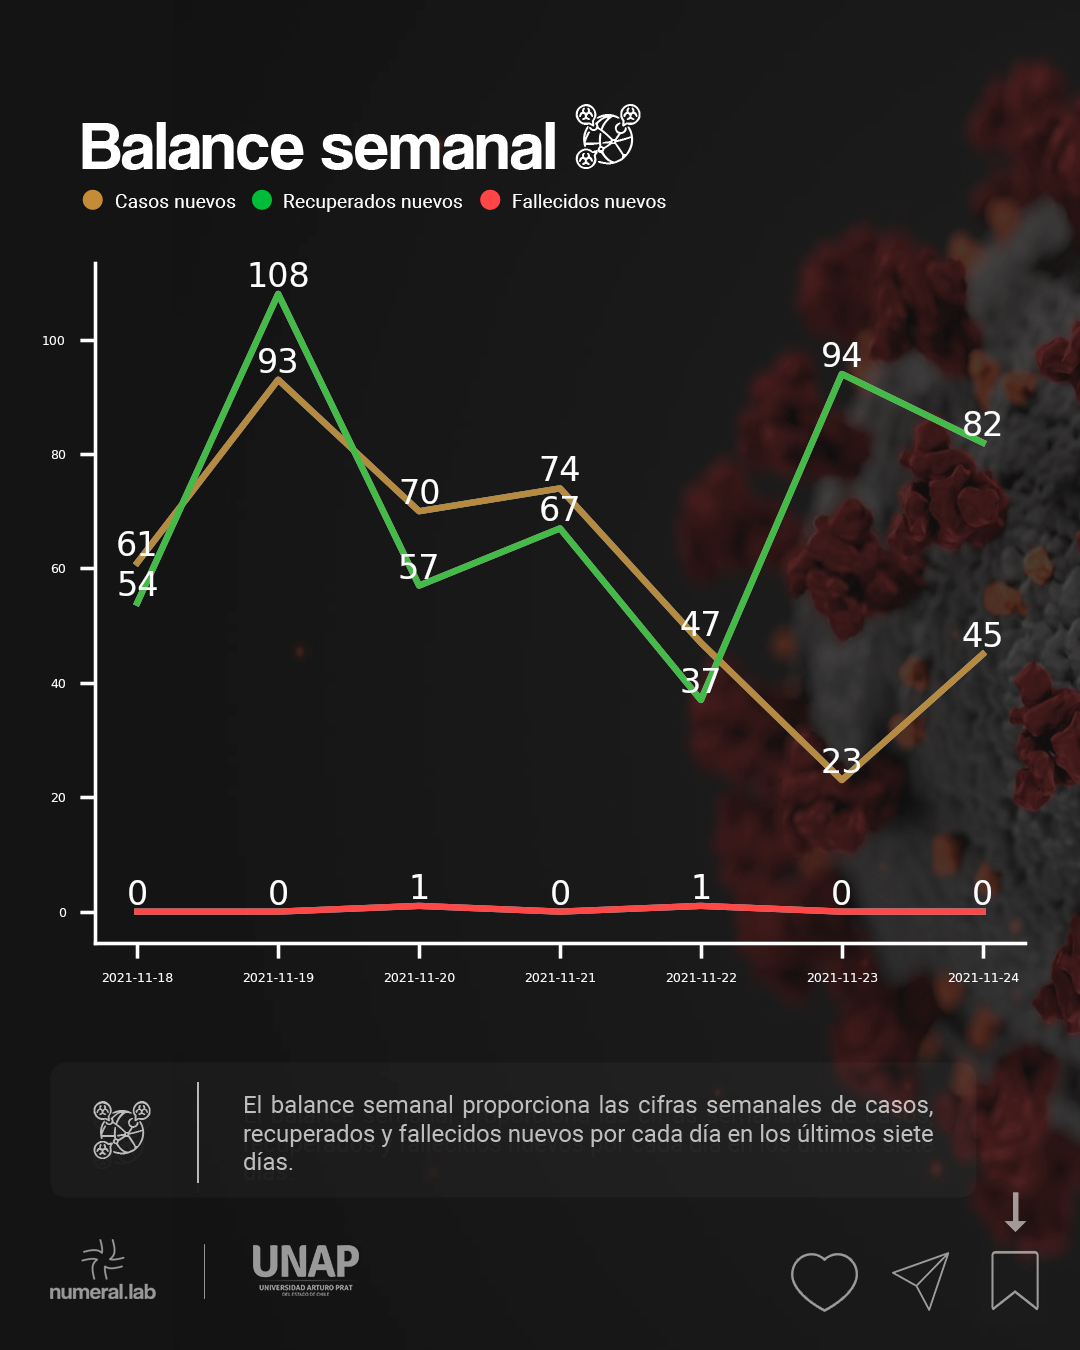 Balance semanal
Casos nuevos Recuperados nuevos Fallecidos nuevos
108
100
94
93
82
80
74
70
67
61
60
57
54
47
45
40
37
23
20
0 0 1 0 1 0 0
0
2021-11-18 2021-11-19 2021-11-20 2021-11-21 2021-11-22 2021-11-23 2021-11-24
El balance semanal proporciona las cifras semanales de casos,
recuperados y fallecidos nuevos por cada día en los últimos siete
días.
numeral.lab
UNAP
UNIVERSIDAD ARTURO PRAT
DEL ESTADO DE CHILE